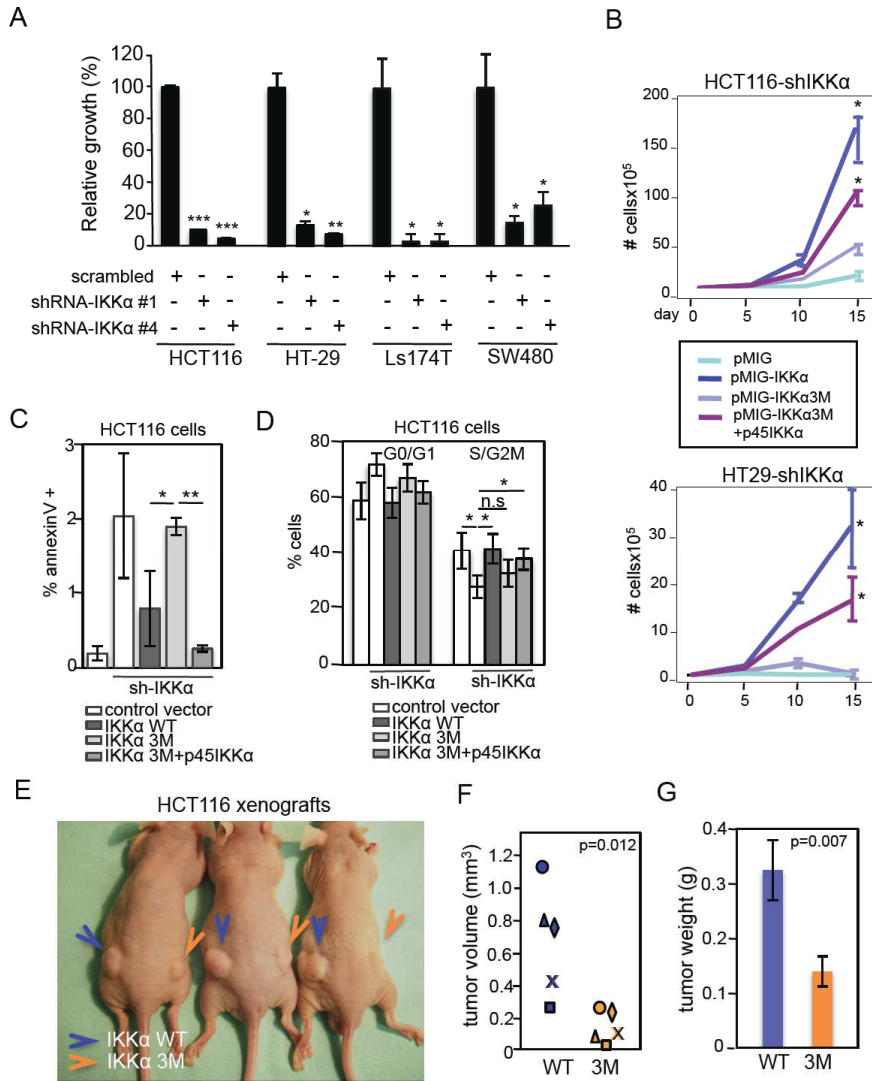 A
Relative growth (%)
120
100
80
60
40
20
0
*** *** * ** * * * *
scrambled + - - + - - + - - + - -
shRNA-IKKα #1 - + - - + - - + - - + -
shRNA-IKKα #4 - - + - - + - - + - - +
HCT116 HT-29 Ls174T SW480
B
HCT116-shIKKα
# cellsx10⁵
200
150
100
50
0
*
*
day 0 5 10 15
pMIG
pMIG-IKKα
pMIG-IKKα3M
pMIG-IKKα3M
+p45IKKα
HT29-shIKKα
# cellsx10⁵
40
30
20
10
0
*
*
0 5 10 15
C
HCT116 cells
% annexinV +
3
2
1
0
* **
sh-IKKα
control vector
IKKα WT
IKKα 3M
IKKα 3M+p45IKKα
D
HCT116 cells
G0/G1 S/G2M
% cells
80
60
40
20
0
*
n.s
* *
sh-IKKα sh-IKKα
control vector
IKKα WT
IKKα 3M
IKKα 3M+p45IKKα
E
HCT116 xenografts
IKKα WT
IKKα 3M
F
p=0.012
tumor volume (mm³)
1.2
1.0
0.8
0.6
0.4
0.2
0
WT 3M
G
p=0.007
tumor weight (g)
0.4
0.3
0.1
0.0
WT 3M